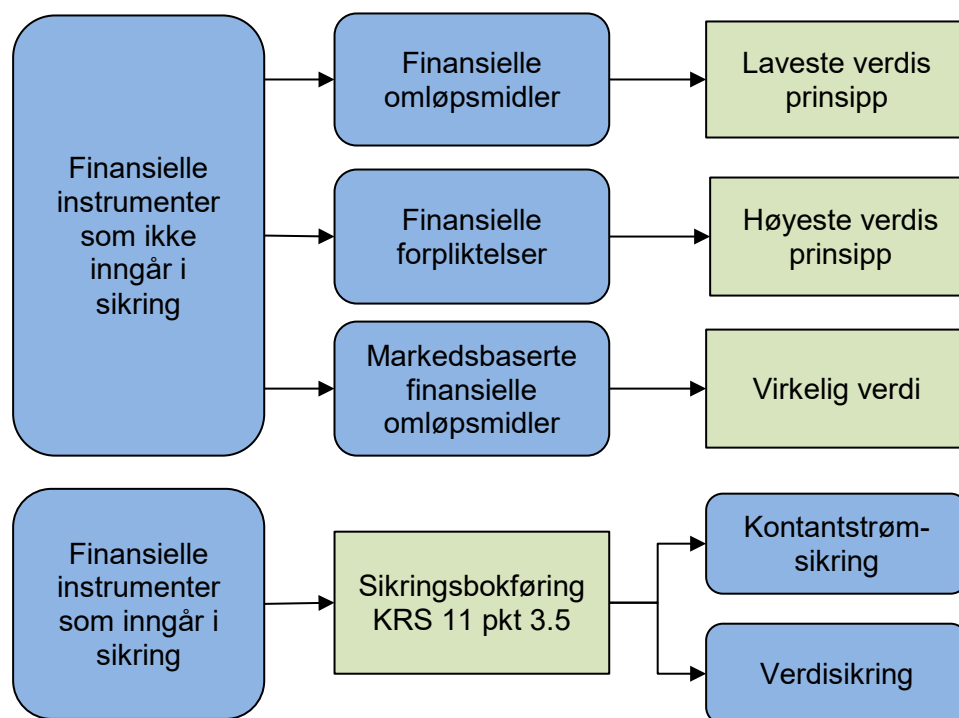 Finansielle
instrumenter
som ikke
inngår i
sikring
Finansielle
omløpsmidler
Laveste verdis
prinsipp
Finansielle
forpliktelser
Høyeste verdis
prinsipp
Markedsbaserte
finansielle
omløpsmidler
Virkelig verdi
Finansielle
instrumenter
som inngår i
sikring
Sikringsbokføring
KRS 11 pkt 3.5
Kontantstrøm-
sikring
Verdisikring